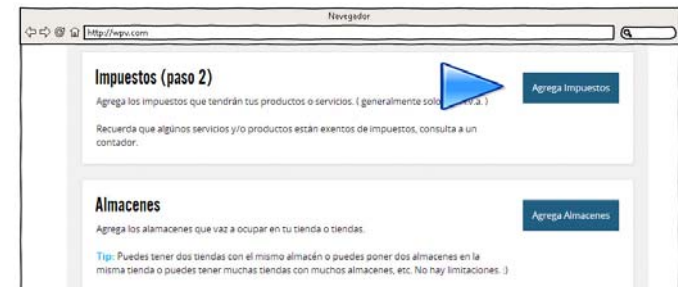 Navegador
http://wpv.com
Impuestos (paso 2)
Agrega Impuestos
Agrega los impuestos que tendrán tus productos o servicios. ( generalmente solo v.a. )
Recuerda que algúnos servicios y/o productos están exentos de impuestos, consulta a un
contador.
Almacenes
Agrega Almacenes
Agrega los alamacenes que vaz a ocupar en tu tienda o tiendas.
Tip: Puedes tener dos tiendas con el mismo almacén o puedes poner dos almacenes en la
misma tienda o puedes tener muchas tiendas con muchos almacenes, etc. No hay limitaciones. :)